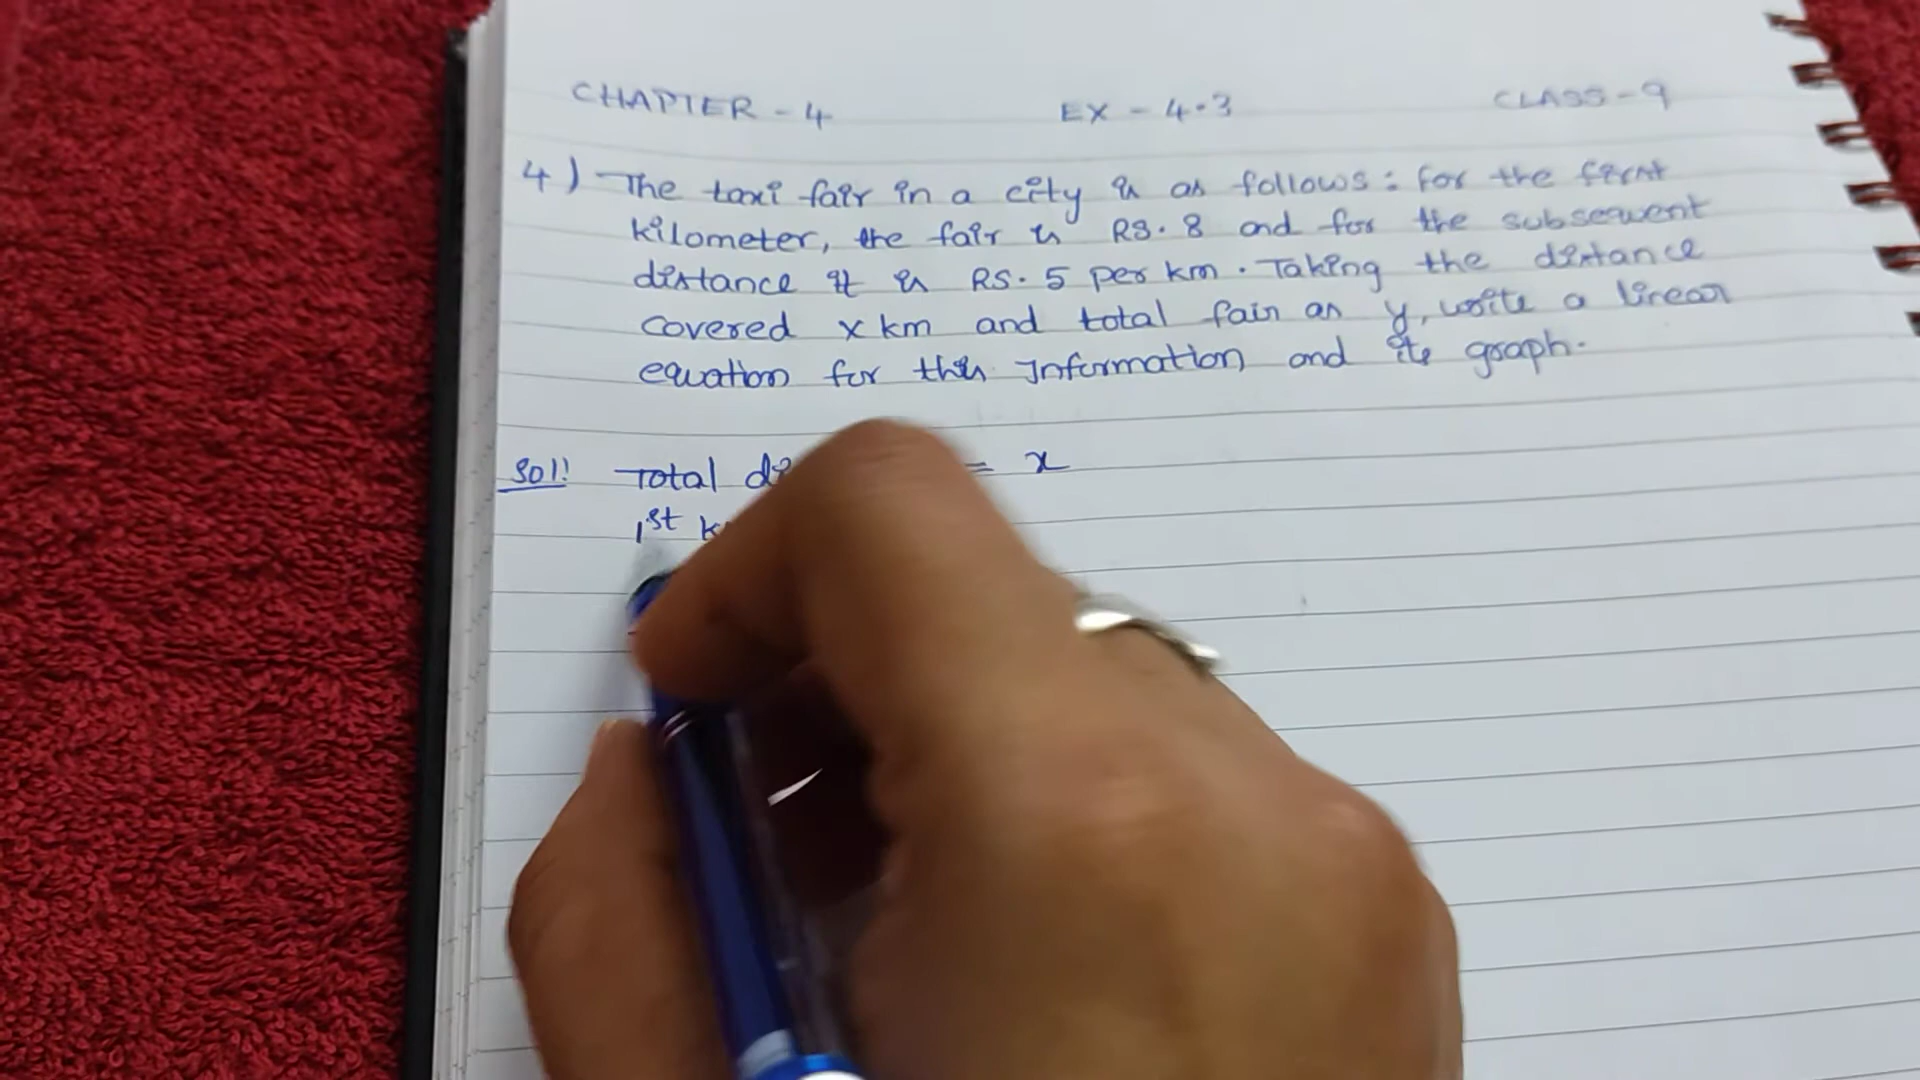 CHAPTER - 4 EX - 4.3 CLASS - 9
4) The taxi fair in a city is as follows: for the first
kilometer, the fair is RS. 8 and for the subsequent
distance it is RS. 5 per km. Taking the distance
covered x km and total fair as y, write a linear
equation for this Information and its graph.
Sol: Total = x
1st